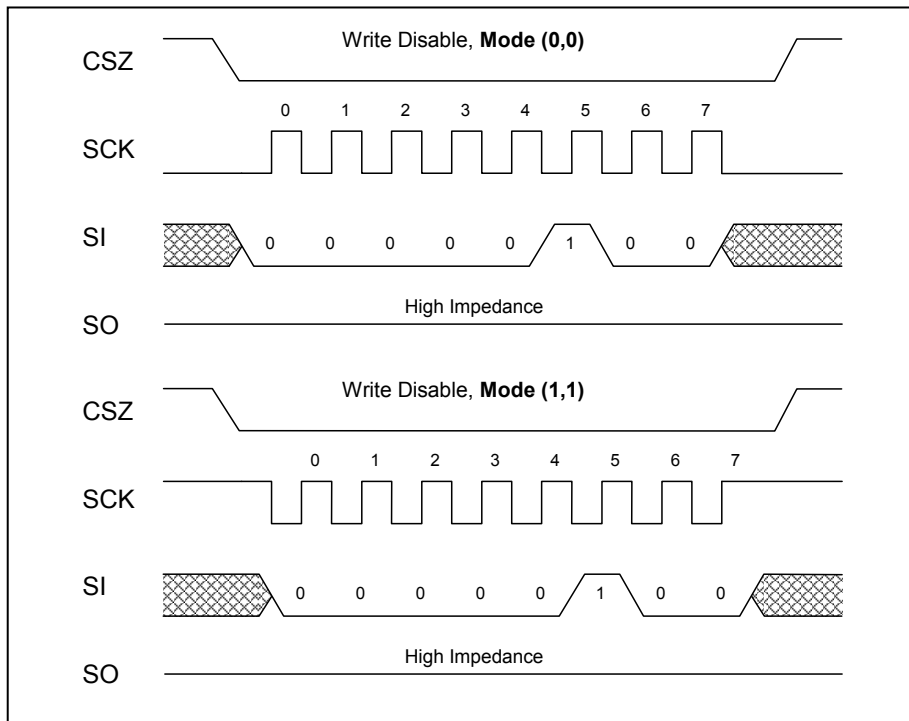 Write Disable, Mode (0,0)
CSZ
0 1 2 3 4 5 6 7
SCK
SI
0 0 0 0 0 1 0 0
High Impedance
SO
Write Disable, Mode (1,1)
CSZ
0 1 2 3 4 5 6 7
SCK
SI
0 0 0 0 0 1 0 0
High Impedance
SO